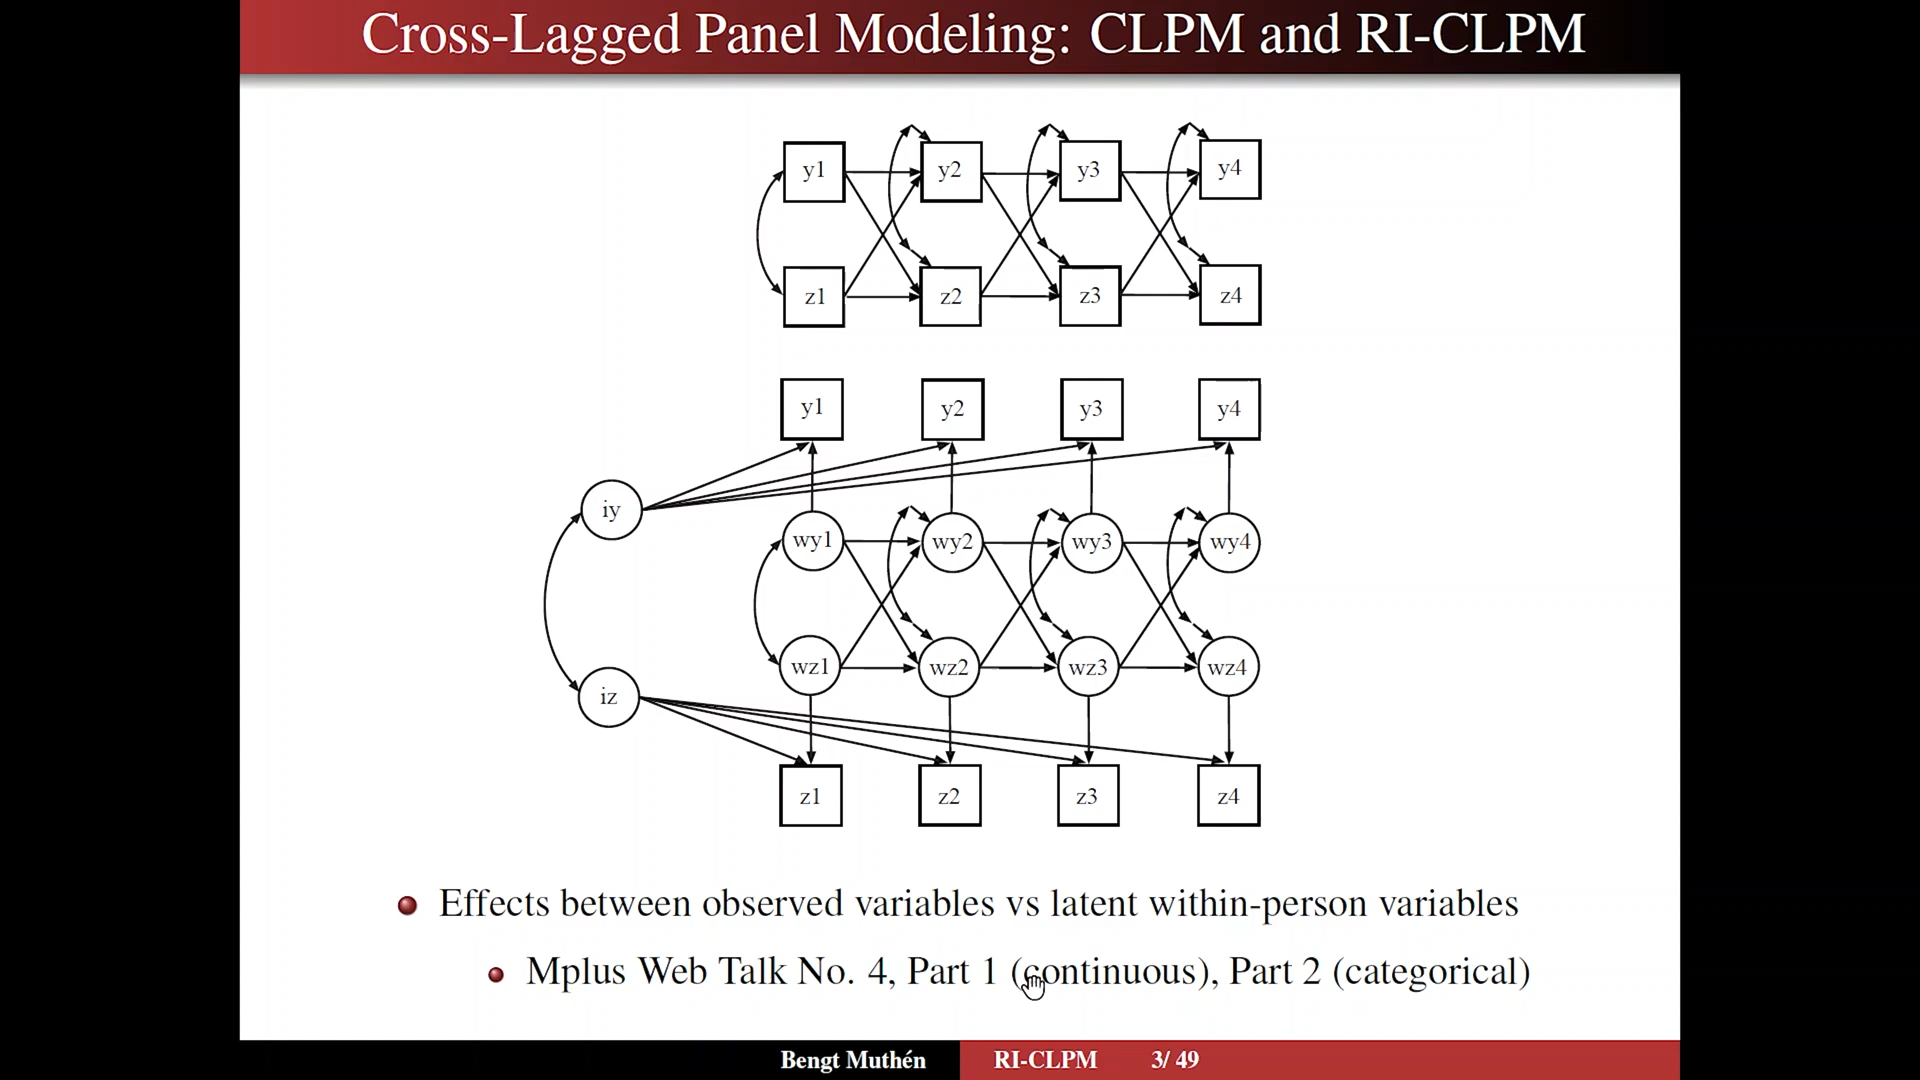 Cross-Lagged Panel Modeling: CLPM and RI-CLPM
y1 y2 y3 y4
z1 z2 z3 z4
y1 y2 y3 y4
iy
wy1 wy2 wy3 wy4
wz1 wz2 wz3 wz4
iz
z1 z2 z3 z4
Effects between observed variables vs latent within-person variables
Mplus Web Talk No. 4, Part 1 (continuous), Part 2 (categorical)
Bengt Muthén RI-CLPM 3/ 49